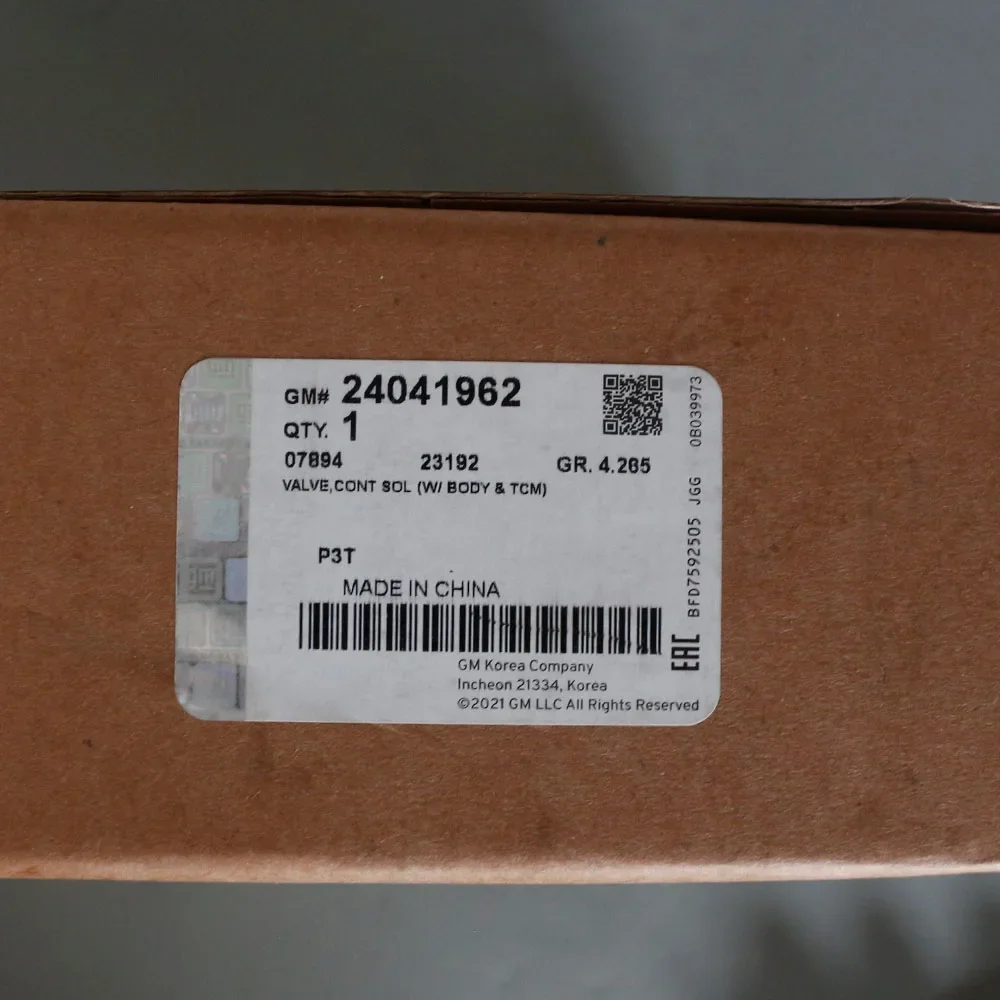 GM# 24041962
QTY. 1
07894 23192 GR. 4.265
VALVE,CONT SOL (W/ BODY & TCM)
P3T
MADE IN CHINA
GM Korea Company
Incheon 21334, Korea
©2021 GM LLC All Rights Reserved
EAC BFD7592505 JGG 0B039973